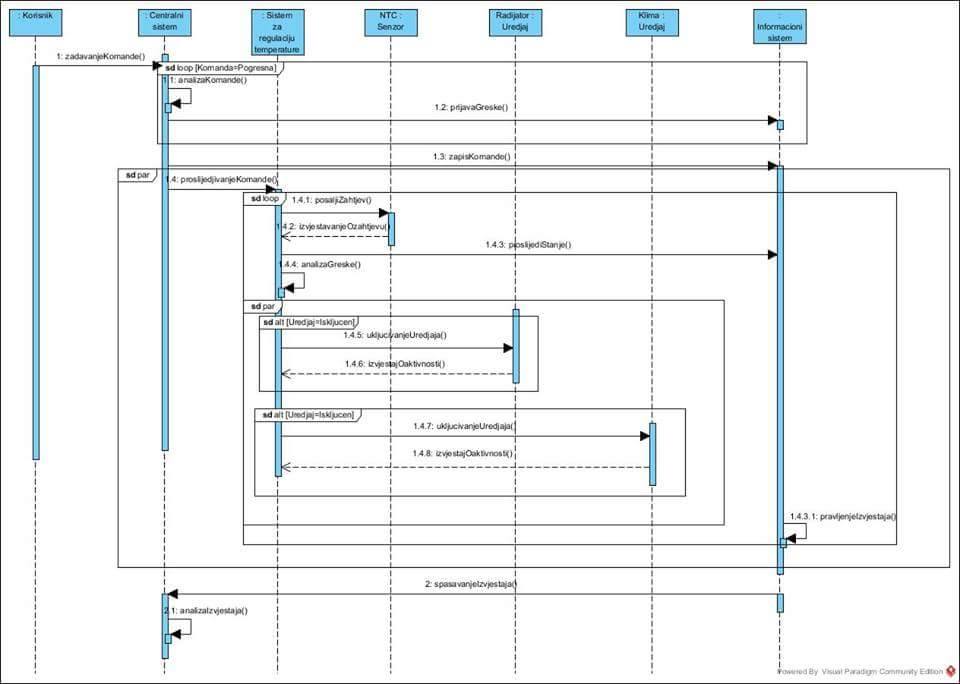 : Korisnik
: Centralni
sistem
: Sistem
za
regulaciju
temperature
NTC :
Senzor
Radijator :
Uredjaj
Klima :
Uredjaj
:
Informacioni
sistem
1: zadavanjeKomande()
sd loop [Komanda=Pogresna]
1.1: analizaKomande()
1.2: prijavaGreske()
1.3: zapisKomande()
sd par
1.4: proslijedjivanjeKomande()
sd loop
1.4.1: posaljiZahtjev()
1.4.2: izvjestavanjeOzahtjevu()
1.4.3: proslijediStanje()
1.4.4: analizaGreske()
sd par
sd alt [Uredjaj=Iskljucen]
1.4.5: ukljucivanjeUredjaja()
1.4.6: izvjestajOaktivnosti()
sd alt [Uredjaj=Iskljucen]
1.4.7: ukljucivanjeUredjaja()
1.4.8: izvjestajOaktivnosti()
1.4.3.1: pravljenjeIzvjestaja()
2: spasavanjeIzvjestaja()
2.1: analizaIzvjestaja()
Powered By Visual Paradigm Community Edition